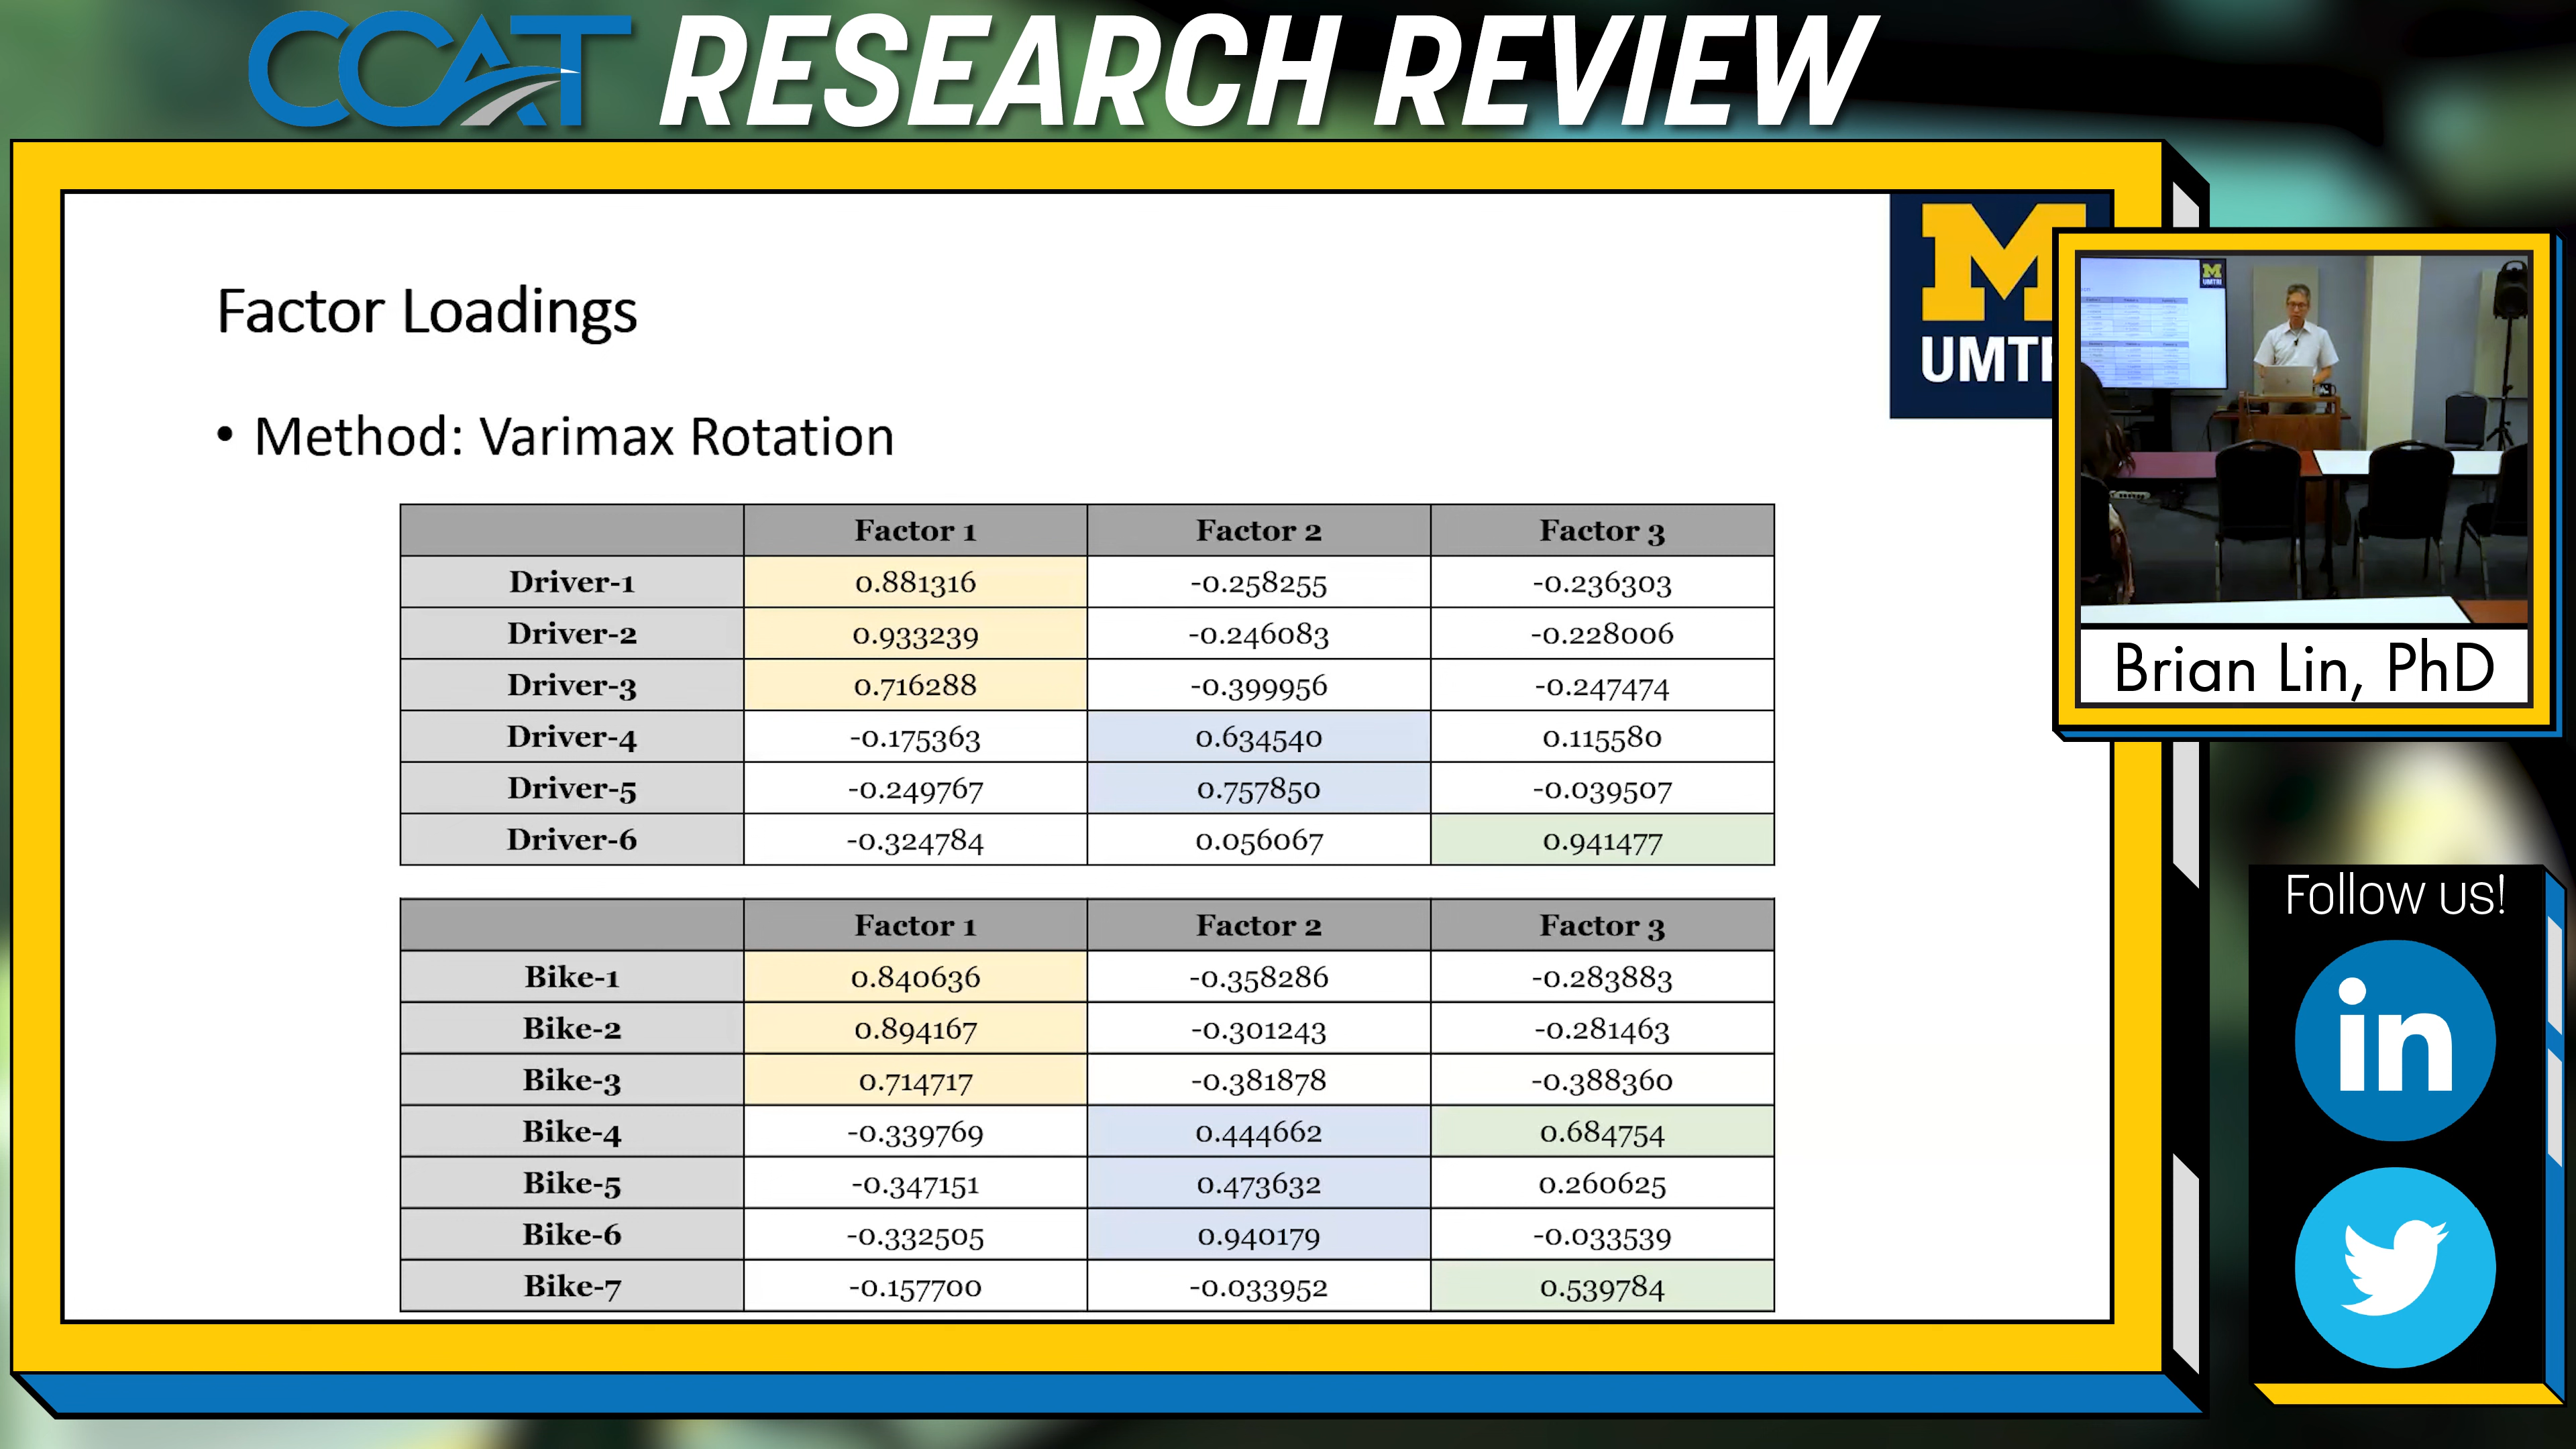 CCAT RESEARCH REVIEW
Factor Loadings
• Method: Varimax Rotation
M
UMTRI
Factor 1 Factor 2 Factor 3
Driver-1 0.881316 -0.258255 -0.236303
Driver-2 0.933239 -0.246083 -0.228006
Driver-3 0.716288 -0.399956 -0.247474
Driver-4 -0.175363 0.634540 0.115580
Driver-5 -0.249767 0.757850 -0.039507
Driver-6 -0.324784 0.056067 0.941477
Factor 1 Factor 2 Factor 3
Bike-1 0.840636 -0.358286 -0.283883
Bike-2 0.894167 -0.301243 -0.281463
Bike-3 0.714717 -0.381878 -0.388360
Bike-4 -0.339769 0.444662 0.684754
Bike-5 -0.347151 0.473632 0.260625
Bike-6 -0.332505 0.940179 -0.033539
Bike-7 -0.157700 -0.033952 0.539784
M
UMTRI
Brian Lin, PhD
Follow us!
in